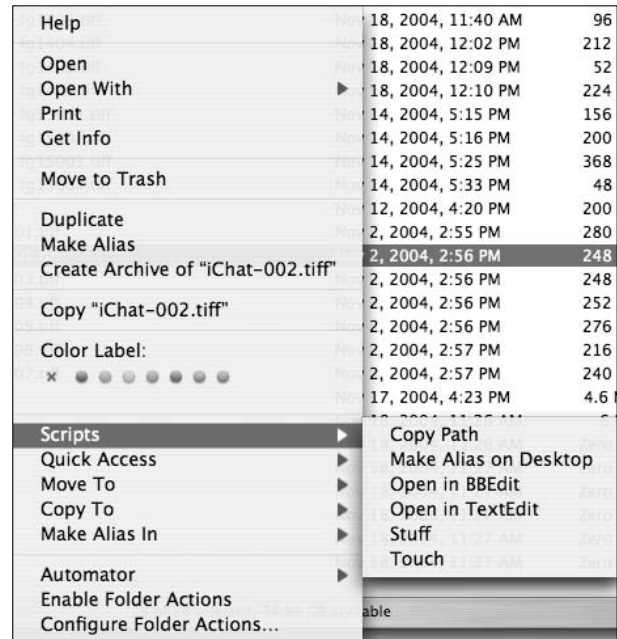 Help
Open
Open With
Print
Get Info
Move to Trash
Duplicate
Make Alias
Create Archive of “iChat-002.tiff”
Copy “iChat-002.tiff”
Color Label:
Scripts
Quick Access
Move To
Copy To
Make Alias In
Automator
Enable Folder Actions
Configure Folder Actions...
Copy Path
Make Alias on Desktop
Open in BBEdit
Open in TextEdit
Stuff
Touch
18, 2004, 11:40 AM 96
18, 2004, 12:02 PM 212
18, 2004, 12:09 PM 52
18, 2004, 12:10 PM 224
14, 2004, 5:15 PM 156
14, 2004, 5:16 PM 200
14, 2004, 5:25 PM 368
14, 2004, 5:33 PM 48
12, 2004, 4:20 PM 200
2, 2004, 2:55 PM 280
2, 2004, 2:56 PM 248
2, 2004, 2:56 PM 248
2, 2004, 2:56 PM 252
2, 2004, 2:56 PM 276
2, 2004, 2:57 PM 216
2, 2004, 2:57 PM 240
17, 2004, 4:23 PM 4.6
able